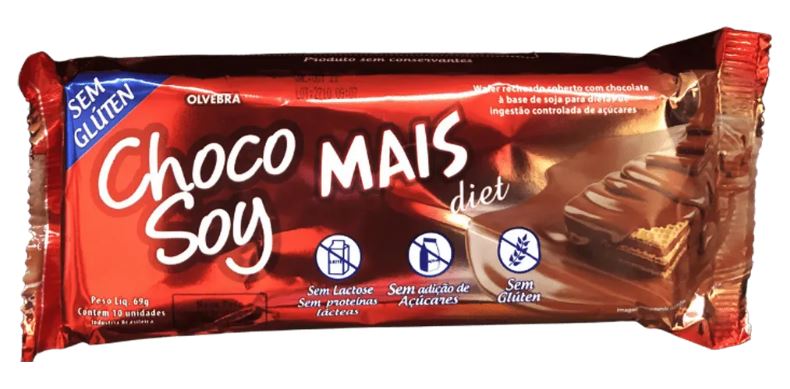 Produto sem conservantes
SEM
GLÚTEN
OLVEBRA
Wafer recheado coberto com chocolate
à base de soja para dietas de
ingestão controlada de açúcares
Choco
Soy
MAIS
diet
Sem Lactose
Sem proteínas
lácteas
Sem adição de
Açúcares
Sem
Glúten
Peso Líq. 69g
Contém 10 unidades
Indústria Brasileira